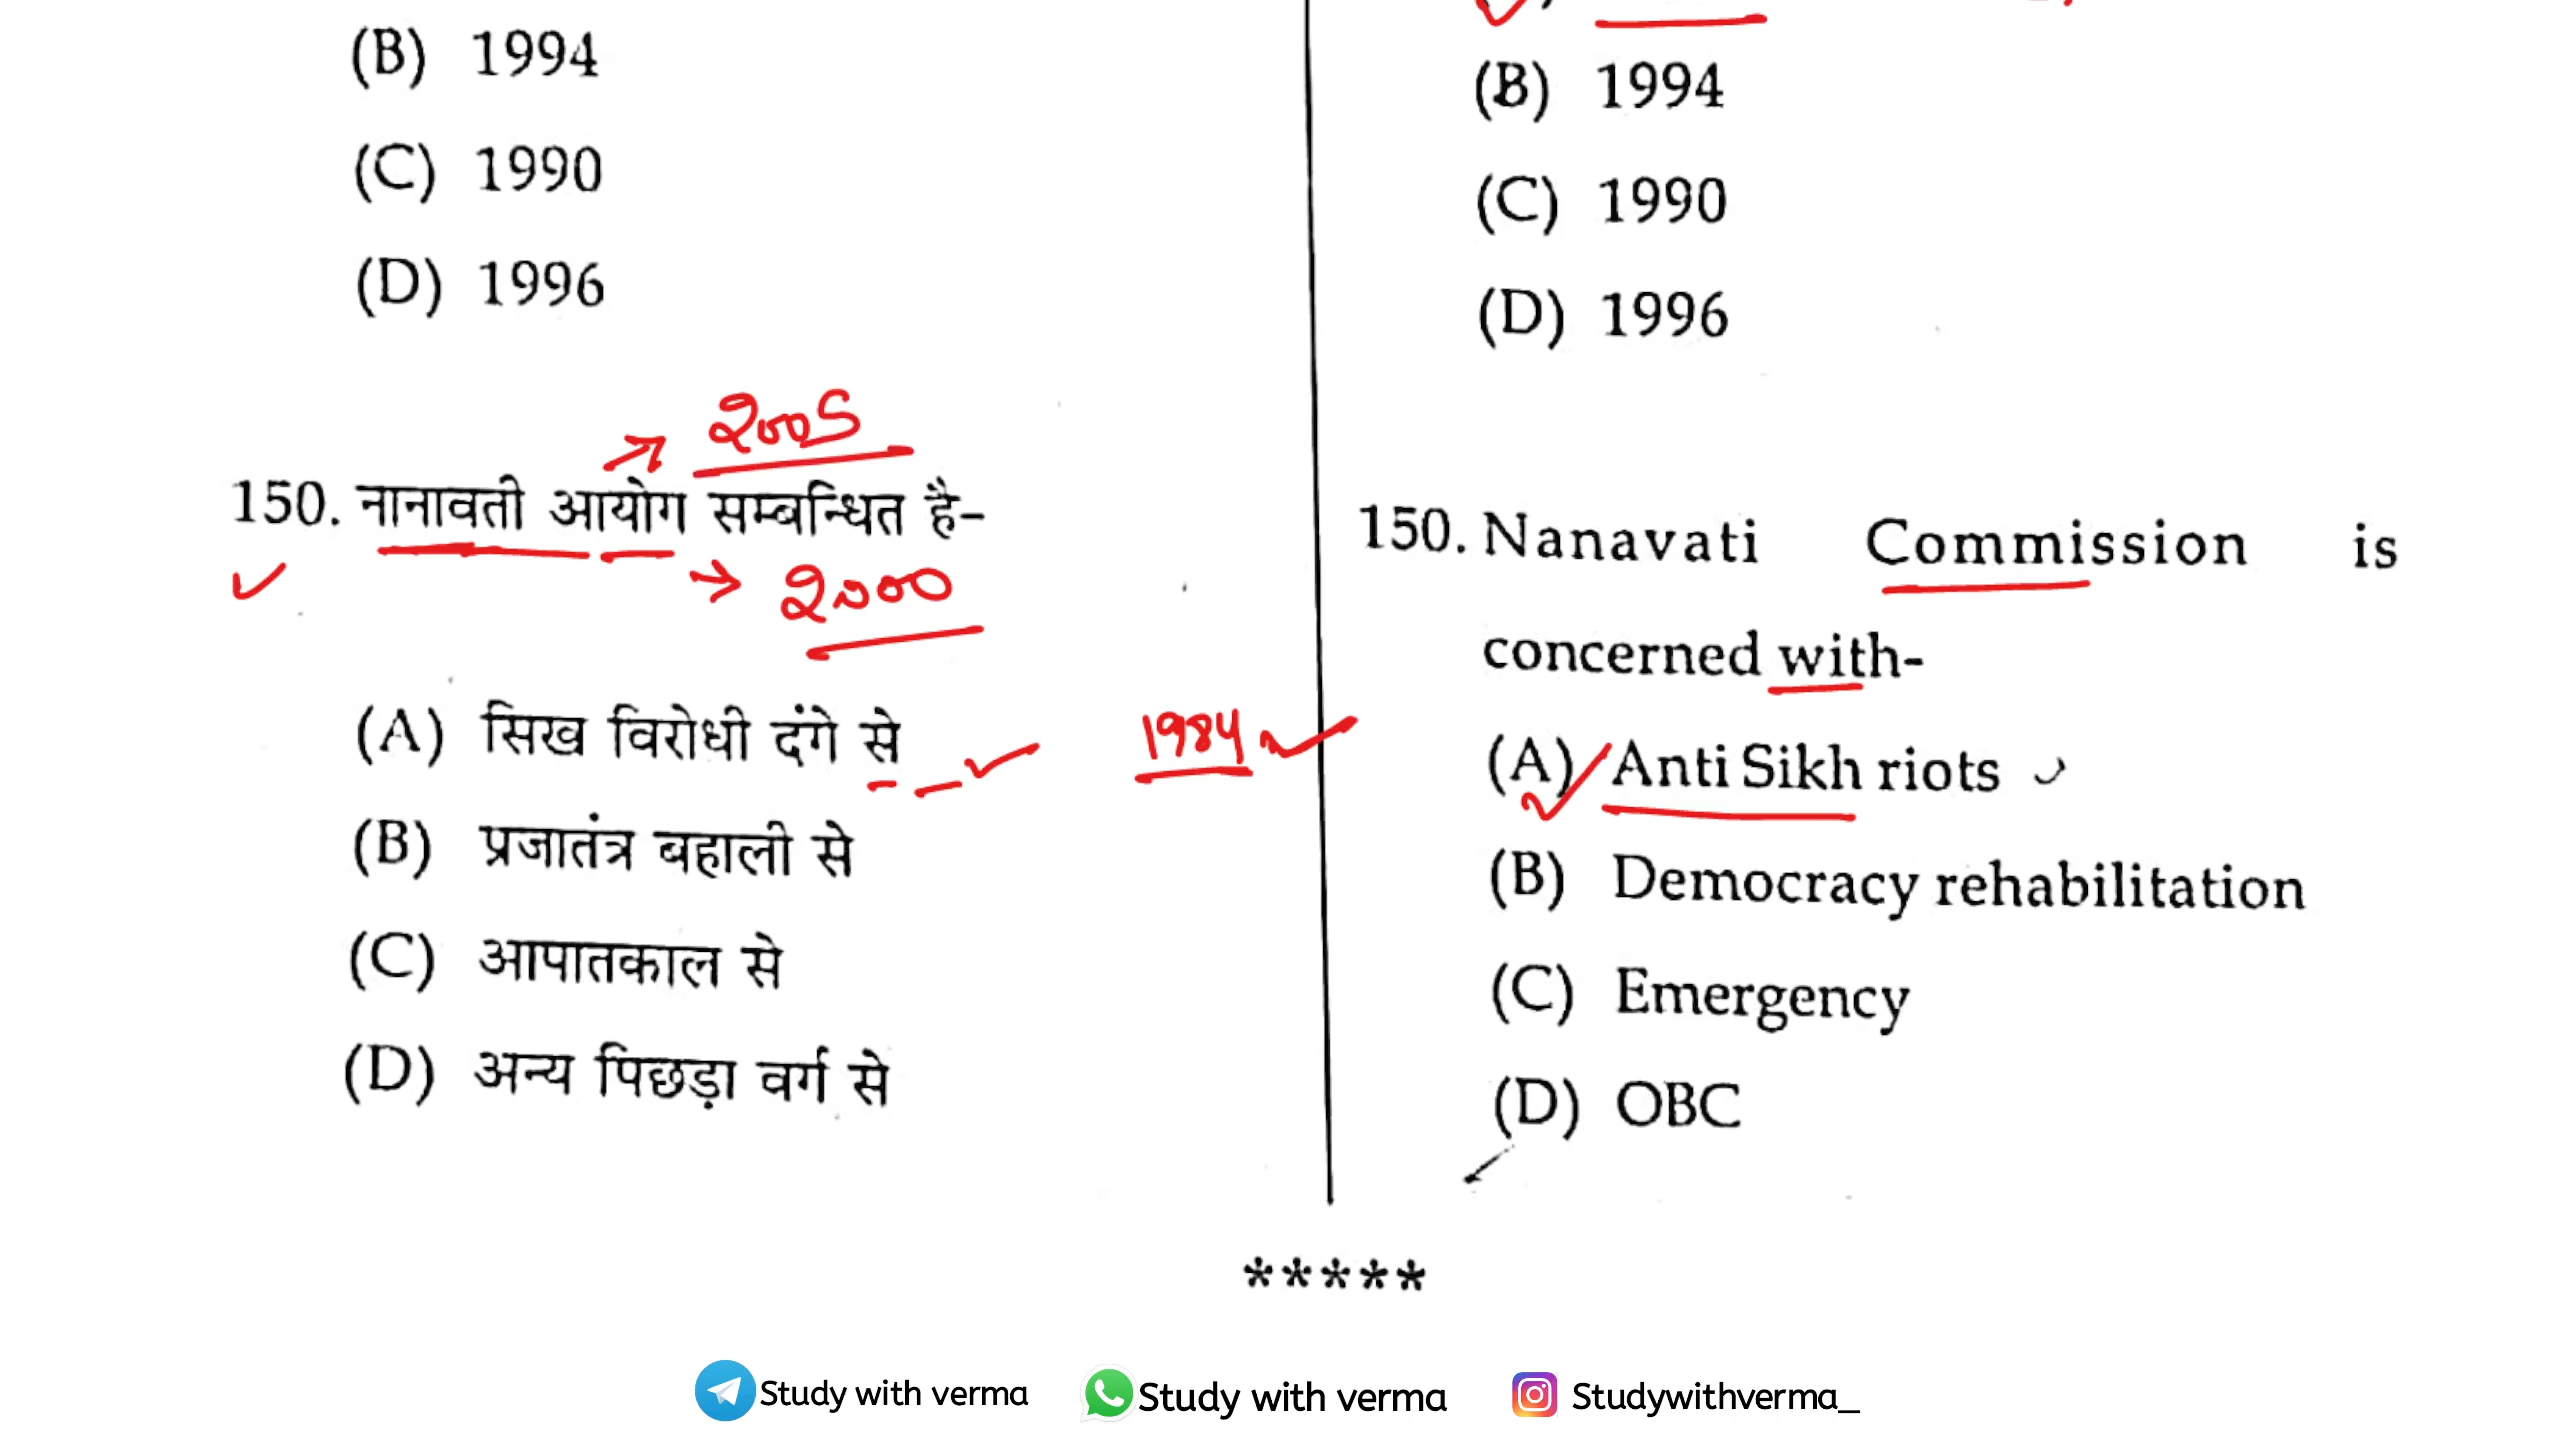 (B) 1994
(C) 1990
(D) 1996
2005
150. नानावती आयोग सम्बन्धित है-
2000
(A) सिख विरोधी दंगे से
1984
(B) प्रजातंत्र बहाली से
(C) आपातकाल से
(D) अन्य पिछड़ा वर्ग से
(B) 1994
(C) 1990
(D) 1996
150. Nanavati Commission is
concerned with-
(A) Anti Sikh riots
(B) Democracy rehabilitation
(C) Emergency
(D) OBC
*****
Study with verma
Study with verma
Studywithverma_